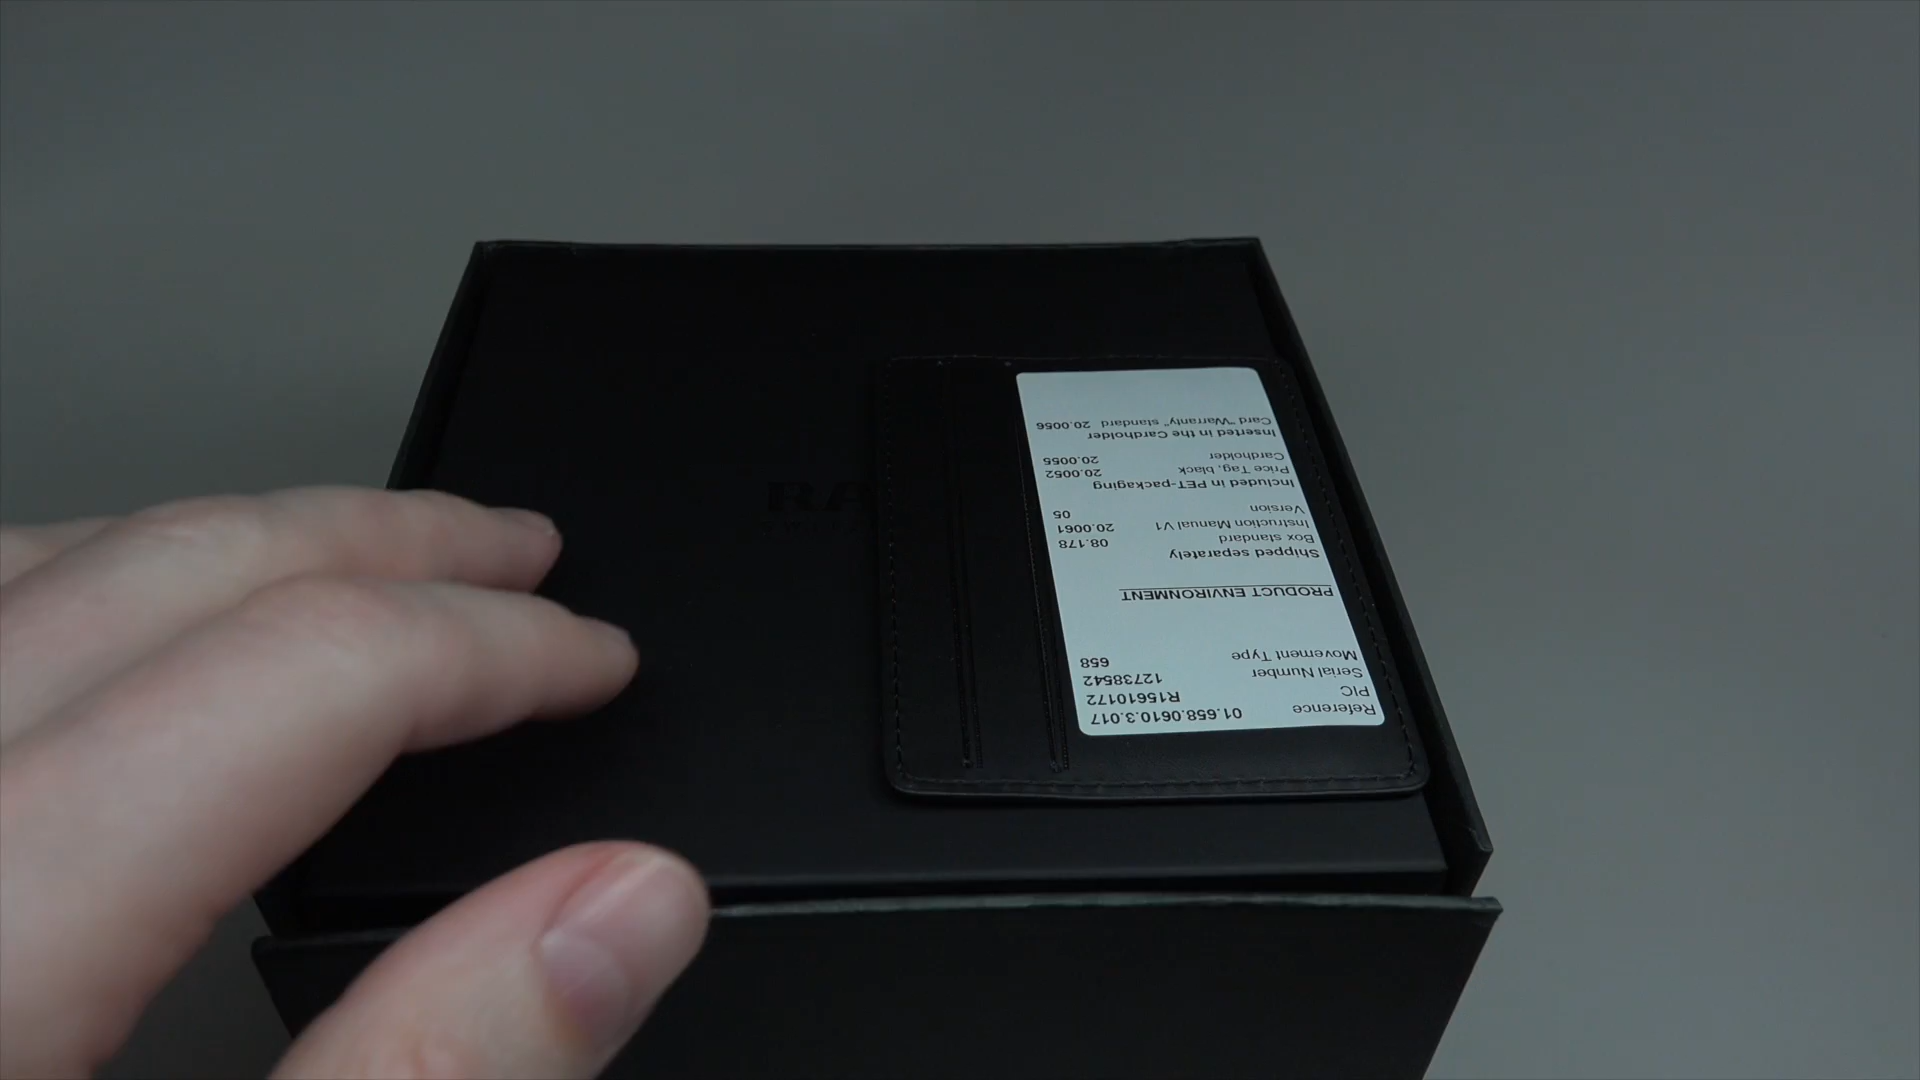 Reference 01.658.0610.3.017
PIC R15610172
Serial Number 12738542
Movement Type 658
PRODUCT ENVIRONMENT
Shipped separately
Box standard 08.178
Instruction Manual V1 20.0061
Version 05
Included in PET-packaging
Price Tag, black 20.0052
Cardholder 20.0055
Inserted in the Cardholder
Card "Warranty" standard 20.0056
RA